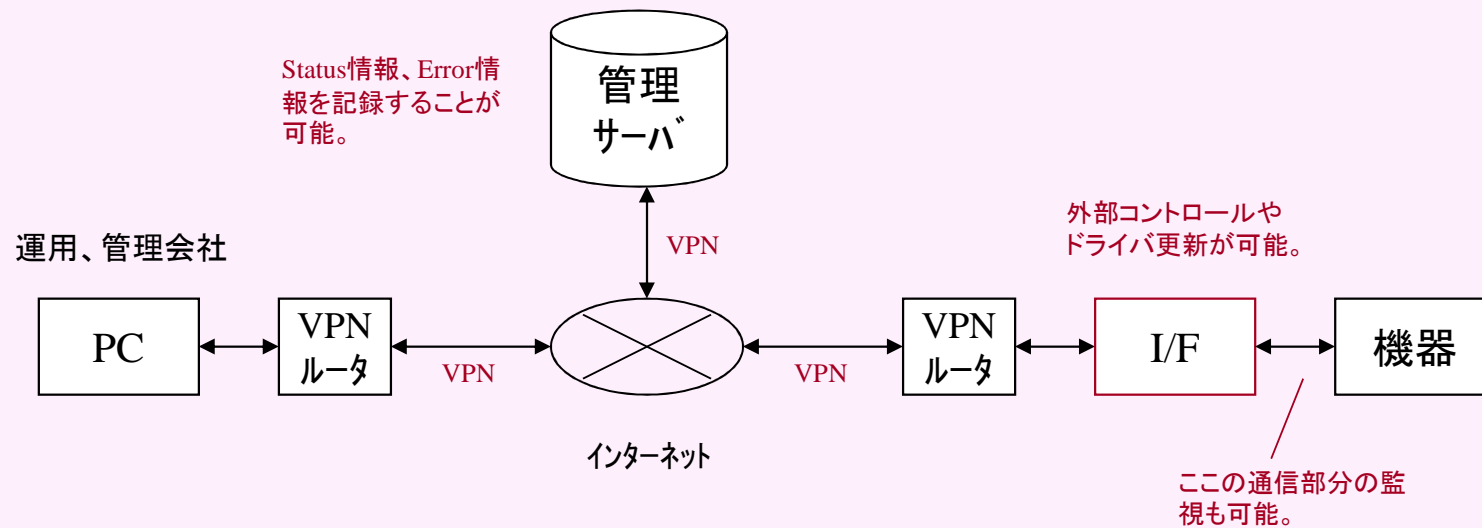 管理
サーバ
Status情報、Error情
報を記録することが
可能。
VPN
外部コントロールや
ドライバ更新が可能。
運用、管理会社
PC
VPN
ルータ
VPN
VPN
VPN
ルータ
I/F
機器
インターネット
ここの通信部分の監
視も可能。